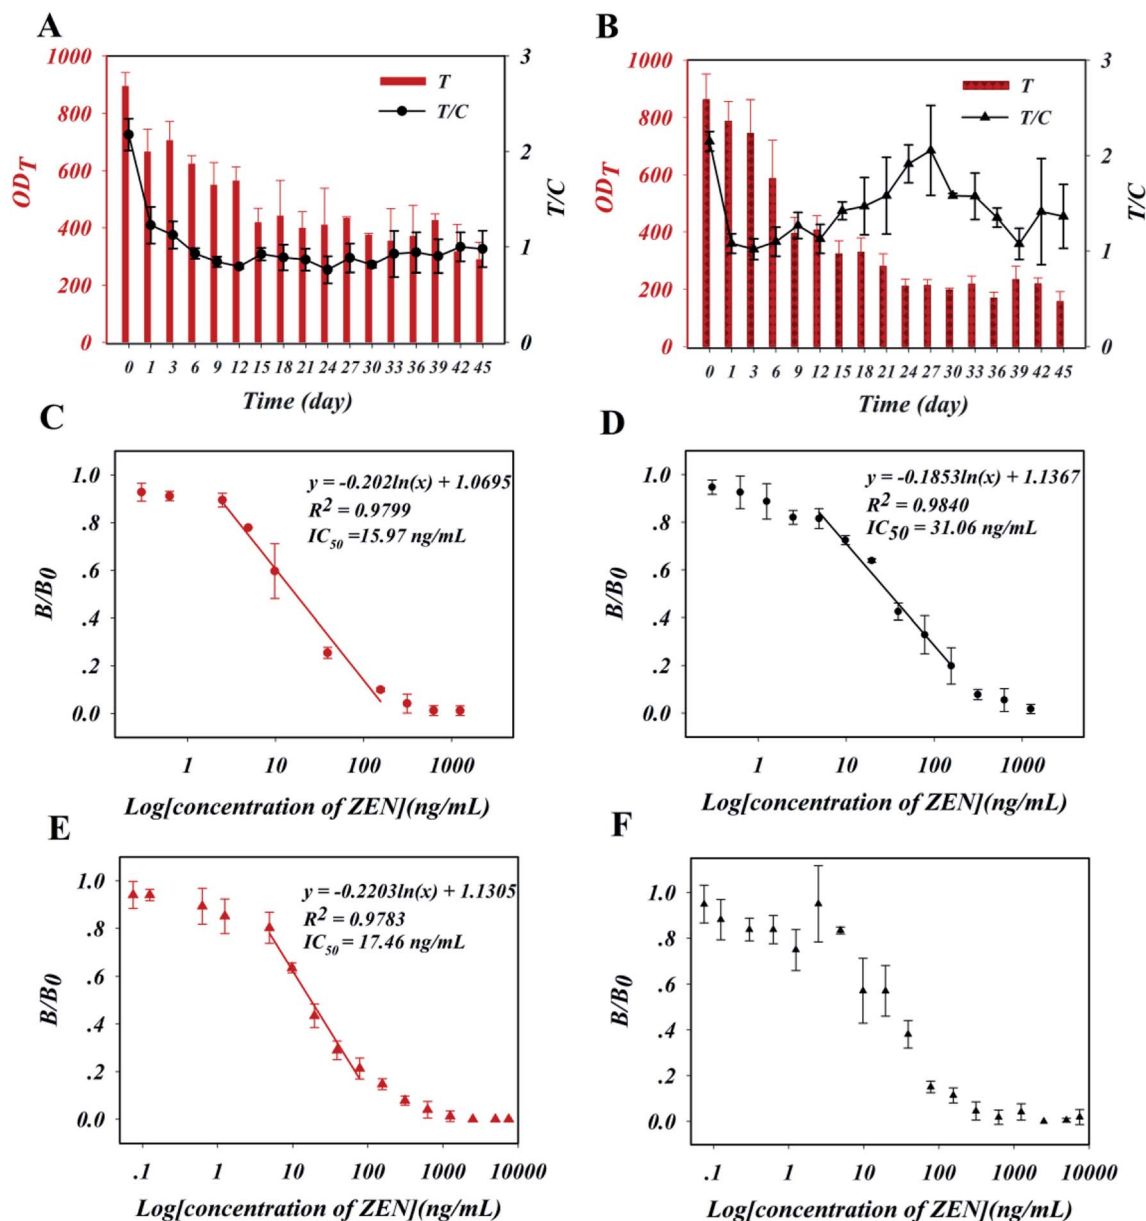 A
1000
800
600
400
200
0
OD_T
3
2
1
0
T/C
T
T/C
0 1 3 6 9 12 15 18 21 24 27 30 33 36 39 42 45
Time (day)
B
1000
800
600
400
200
0
OD_T
3
2
1
0
T/C
T
T/C
0 1 3 6 9 12 15 18 21 24 27 30 33 36 39 42 45
Time (day)
C
1.0
.8
.6
.4
.2
0.0
B/B0
y = -0.202ln(x) + 1.0695
R² = 0.9799
IC₅₀ =15.97 ng/mL
1 10 100 1000
Log[concentration of ZEN](ng/mL)
D
1.0
.8
.6
.4
.2
0.0
B/B0
y = -0.1853ln(x) + 1.1367
R² = 0.9840
IC₅₀ = 31.06 ng/mL
1 10 100 1000
Log[concentration of ZEN](ng/mL)
E
1.0
.8
.6
.4
.2
0.0
B/B0
y = -0.2203ln(x) + 1.1305
R² = 0.9783
IC₅₀ = 17.46 ng/mL
.1 1 10 100 1000 10000
Log[concentration of ZEN](ng/mL)
F
1.0
.8
.6
.4
.2
0.0
B/B0
.1 1 10 100 1000 10000
Log[concentration of ZEN](ng/mL)